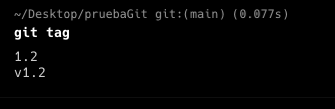 ~/Desktop/pruebaGit git:(main) (0.077s)
git tag
1.2
v1.2